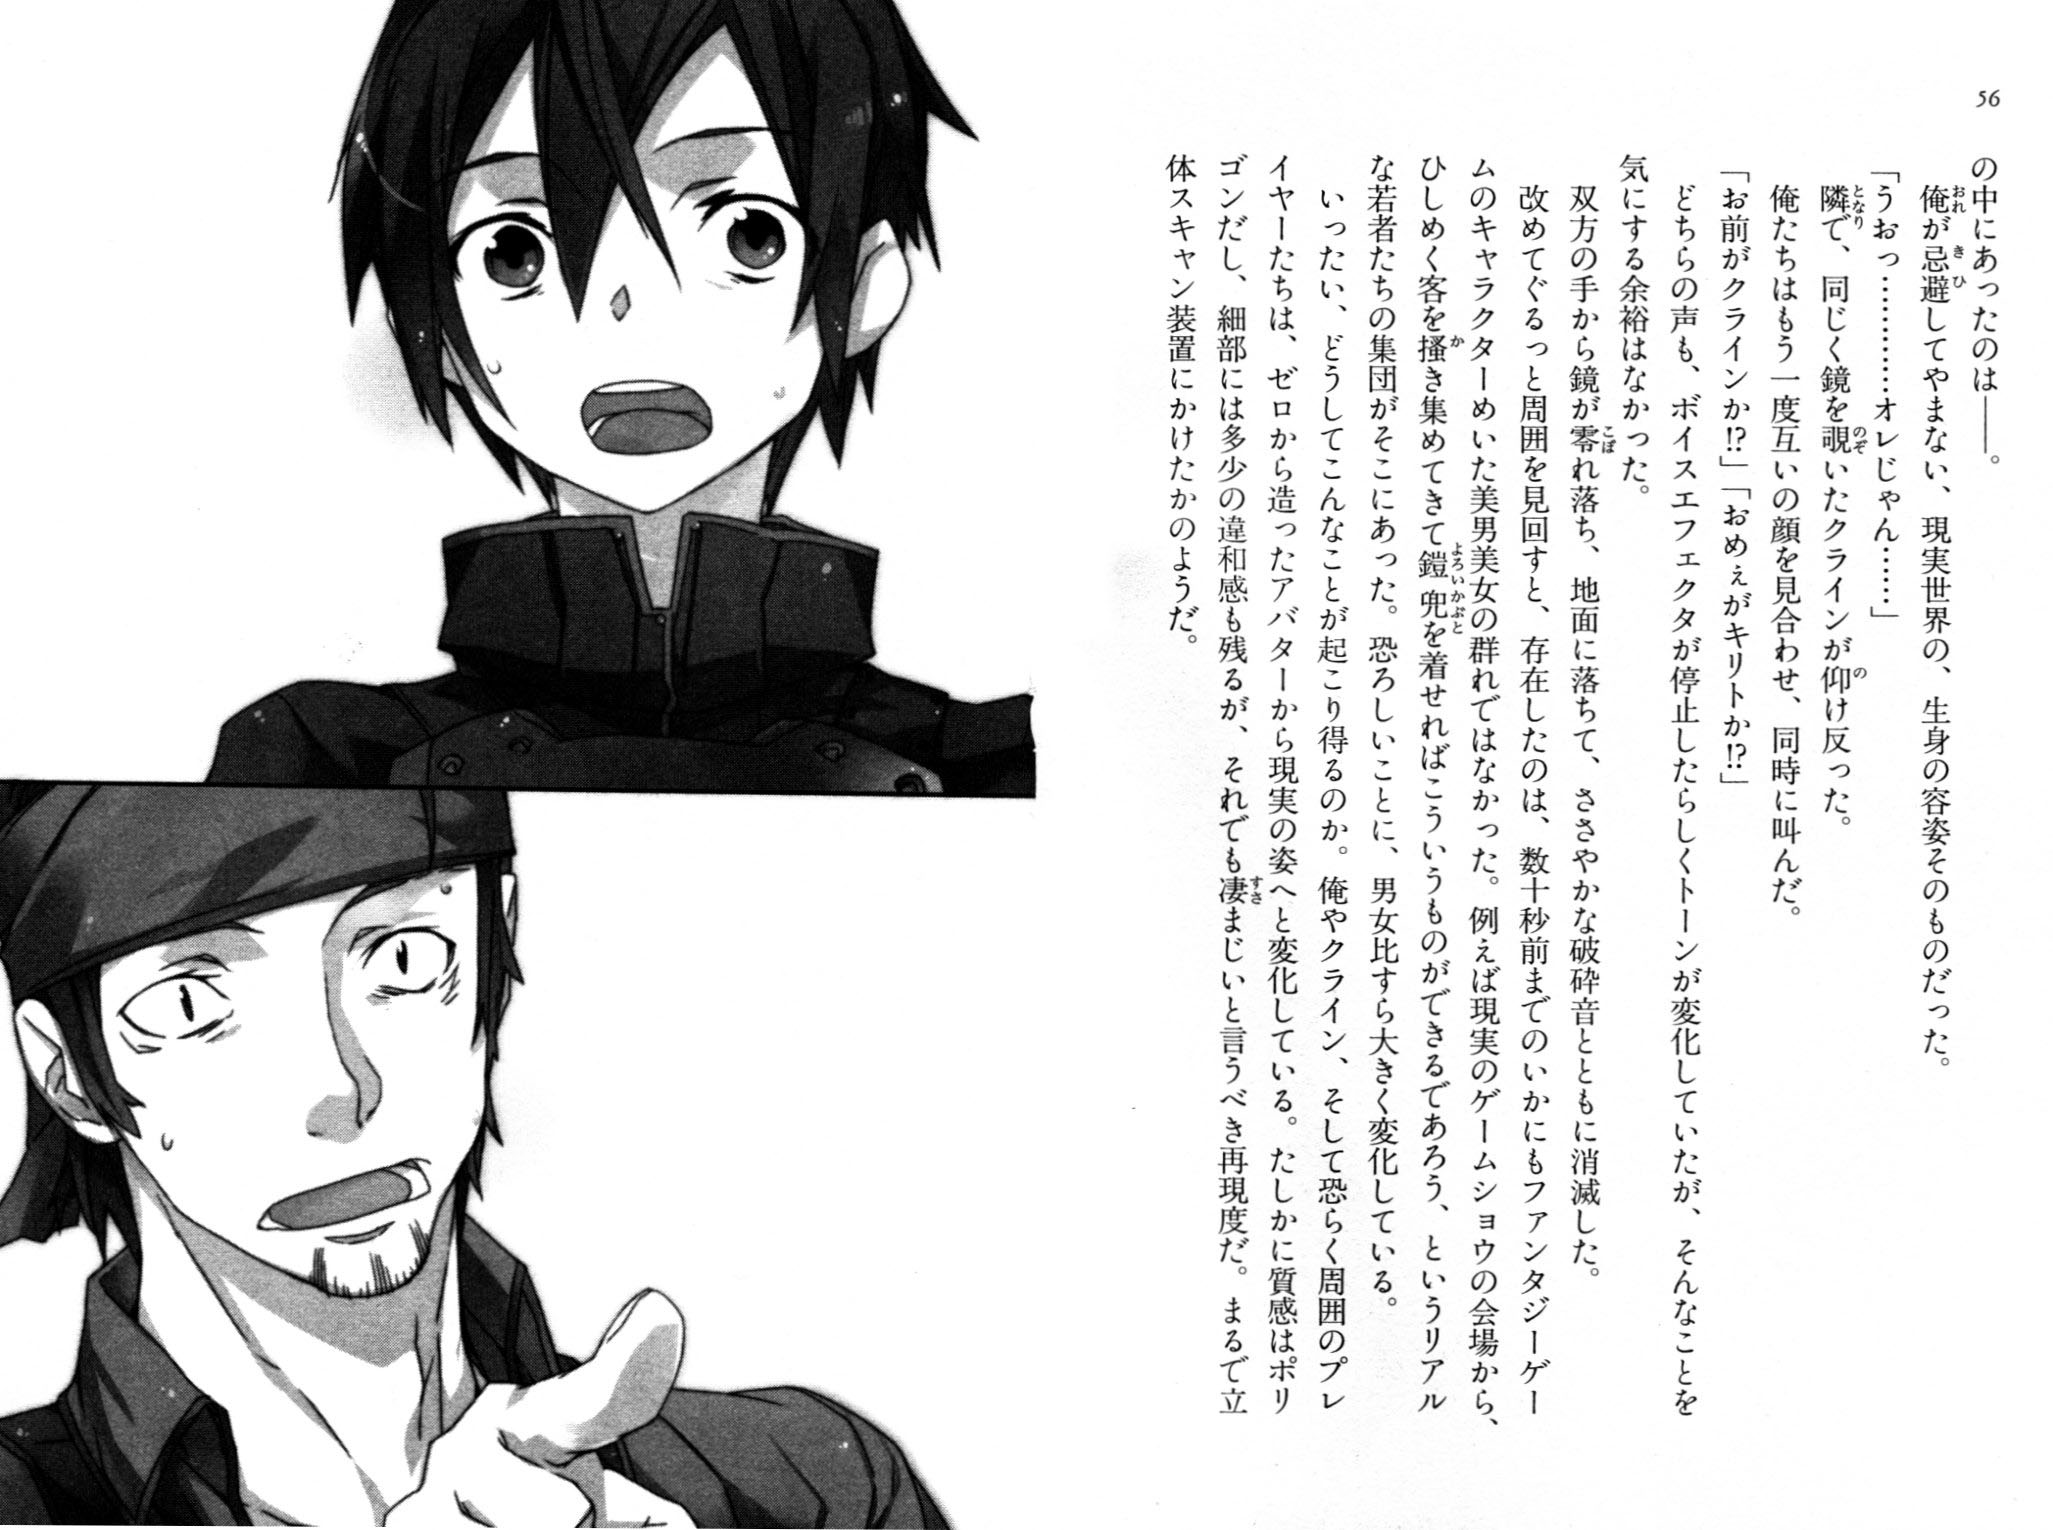 56
の中にあったのは――。
俺が忌避してやまない、現実世界の、生身の容姿そのものだった。
「うおっ…………オレじゃん……」
隣で、同じく鏡を覗いたクラインが仰け反った。
俺たちはもう一度互いの顔を見合わせ、同時に叫んだ。
「お前がクラインか!?」「おめぇがキリトか!?」
どちらの声も、ボイスエフェクタが停止したらしくトーンが変化していたが、そんなことを
気にする余裕はなかった。
双方の手から鏡が零れ落ち、地面に落ちて、ささやかな破砕音とともに消滅した。
改めてぐるっと周囲を見回すと、存在したのは、数十秒前までのいかにもファンタジーゲー
ムのキャラクターめいた美男美女の群れではなかった。例えば現実のゲームショウの会場から、
ひしめく客を掻き集めてきて鎧兜を着せればこういうものができるであろう、というリアル
な若者たちの集団がそこにあった。恐ろしいことに、男女比すら大きく変化している。
いったい、どうしてこんなことが起こり得るのか。俺やクライン、そして恐らく周囲のプレ
イヤーたちは、ゼロから造ったアバターから現実の姿へと変化している。たしかに質感はポリ
ゴンだし、細部には多少の違和感も残るが、それでも凄まじいと言うべき再現度だ。まるで立
体スキャン装置にかけたかのようだ。